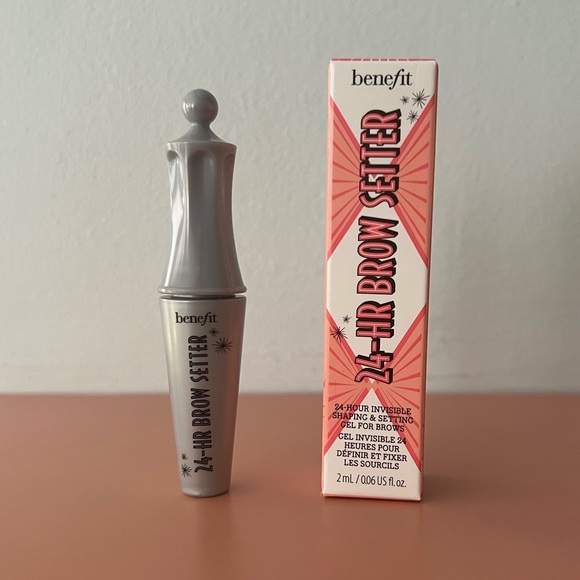 benefit
24-HR BROW SETTER
benefit
24-HR BROW SETTER
24-HOUR INVISIBLE
SHAPING & SETTING
GEL FOR BROWS
GEL INVISIBLE 24
HEURES POUR
DÉFINIR ET FIXER
LES SOURCILS
2 mL / 0.06 US fl. oz.